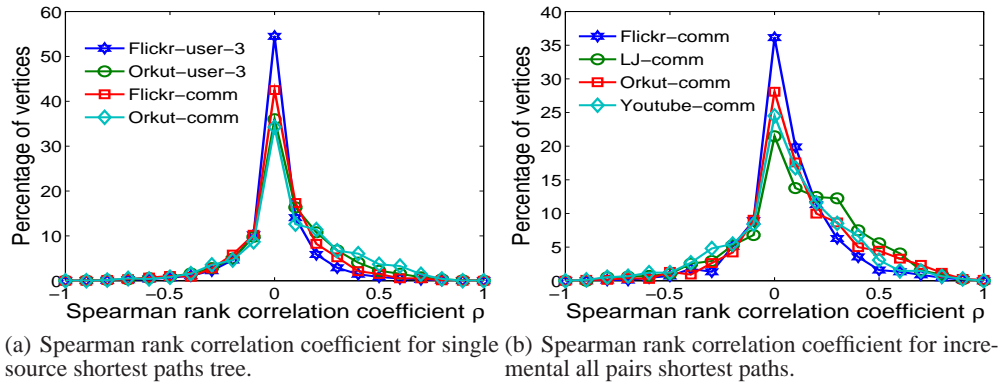 60
50
40
30
20
10
0
Percentage of vertices
Flickr−user−3
Orkut−user−3
Flickr−comm
Orkut−comm
−1
−0.5
0
0.5
1
Spearman rank correlation coefficient ρ
(a) Spearman rank correlation coefficient for single
source shortest paths tree.
40
35
30
25
20
15
10
5
0
Percentage of vertices
Flickr−comm
LJ−comm
Orkut−comm
Youtube−comm
−1
−0.5
0
0.5
1
Spearman rank correlation coefficient ρ
(b) Spearman rank correlation coefficient for incre-
mental all pairs shortest paths.